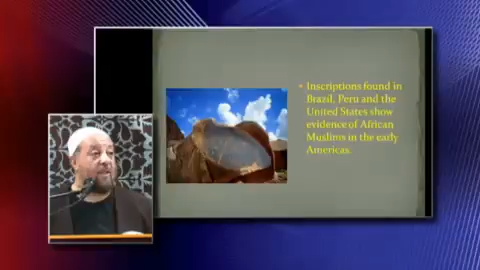 Inscriptions found in
Brazil, Peru and the
United States show
evidence of African
Muslims in the early
Americas.